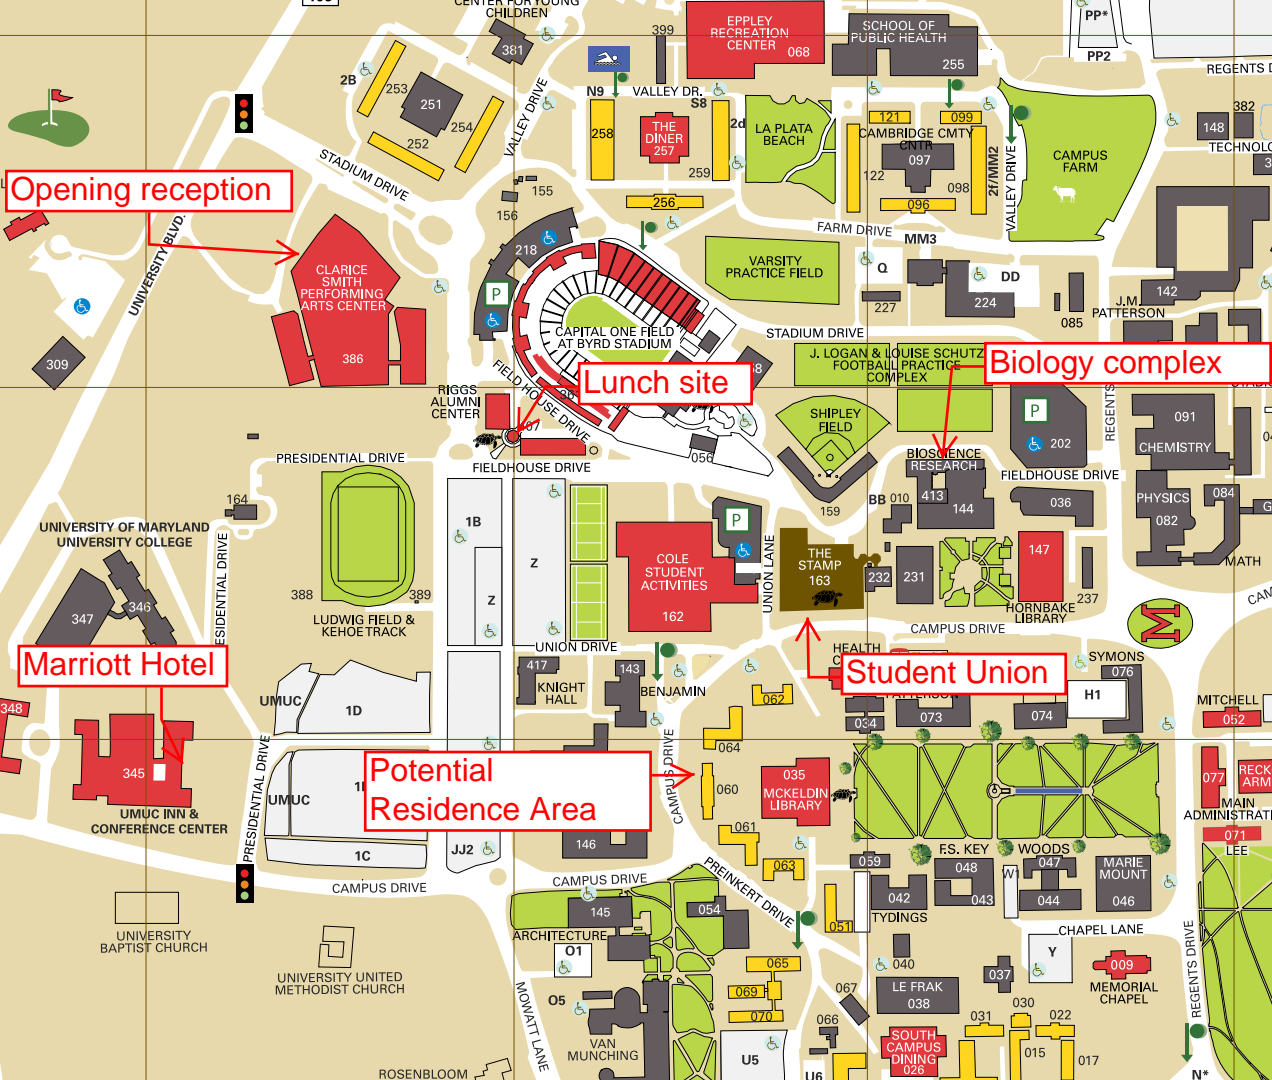 CENTER FOR YOUNG
CHILDREN
381
399
EPPLEY
RECREATION
CENTER
068
SCHOOL OF
PUBLIC HEALTH
255
PP*
PP2
REGENTS D
2B
253
251
254
252
VALLEY DRIVE
N9
VALLEY DR.
S8
258
THE
DINER
257
2d
259
256
LA PLATA
BEACH
121
099
CAMBRIDGE CMTY
CNTR
097
122
098
096
2f/MM2
VALLEY DRIVE
CAMPUS
FARM
382
148
TECHNOLO
STADIUM DRIVE
155
156
Opening reception
UNIVERSITY BLVD.
218
P
CLARICE
SMITH
PERFORMING
ARTS CENTER
386
309
FARM DRIVE
MM3
VARSITY
PRACTICE FIELD
Q
227
DD
224
085
142
J.M.
PATTERSON
CAPITAL ONE FIELD
AT BYRD STADIUM
STADIUM DRIVE
J. LOGAN & LOUISE SCHUTZ
FOOTBALL PRACTICE
COMPLEX
Biology complex
Lunch site
FIELD HOUSE DRIVE
RIGGS
ALUMNI
CENTER
SHIPLEY
FIELD
P
202
REGENTS
091
CHEMISTRY
056
PRESIDENTIAL DRIVE
FIELDHOUSE DRIVE
BIOSCIENCE
RESEARCH
FIELDHOUSE DRIVE
413
144
BB
010
159
036
PHYSICS
082
084
MATH
164
UNIVERSITY OF MARYLAND
UNIVERSITY COLLEGE
347
346
388
389
LUDWIG FIELD &
KEHOE TRACK
1B
Z
Z
P
COLE
STUDENT
ACTIVITIES
162
UNION LANE
THE
STAMP
163
232
231
147
HORNBAKE
LIBRARY
237
CAMPUS DRIVE
M
Marriott Hotel
UNION DRIVE
417
KNIGHT
HALL
143
BENJAMIN
HEALTH
Student Union
SYMONS
076
H1
034
073
074
MITCHELL
052
348
345
UMUC INN &
CONFERENCE CENTER
PRESIDENTIAL DRIVE
UMUC
1D
UMUC
1C
JJ2
Potential
Residence Area
CAMPUS DRIVE
062
064
060
061
063
035
MCKELDIN
LIBRARY
077
RECK
ARM
MAIN
ADMINISTRATI
071
LEE
146
CAMPUS DRIVE
CAMPUS DRIVE
PREINKERT DRIVE
059
F.S. KEY
048
043
WOODS
047
044
W1
MARIE
MOUNT
046
042
TYDINGS
051
UNIVERSITY
BAPTIST CHURCH
UNIVERSITY UNITED
METHODIST CHURCH
145
ARCHITECTURE
054
O1
O5
MOWATT LANE
VAN
MUNCHING
065
069
070
U5
CHAPEL LANE
Y
040
037
009
MEMORIAL
CHAPEL
REGENTS DRIVE
LE FRAK
038
067
066
SOUTH
CAMPUS
DINING
026
031
030
022
015
017
U6
N*
ROSENBLOOM